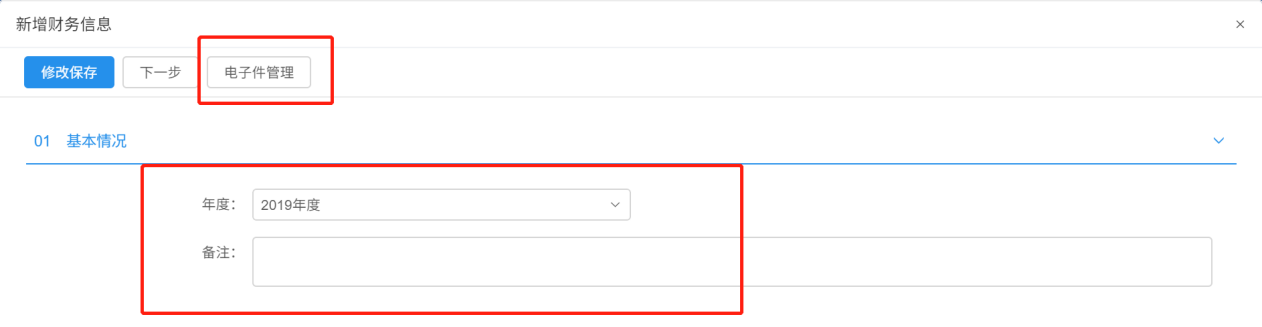 新增财务信息 ×
修改保存 下一步 电子件管理
01 基本情况
年度： 2019年度
备注：